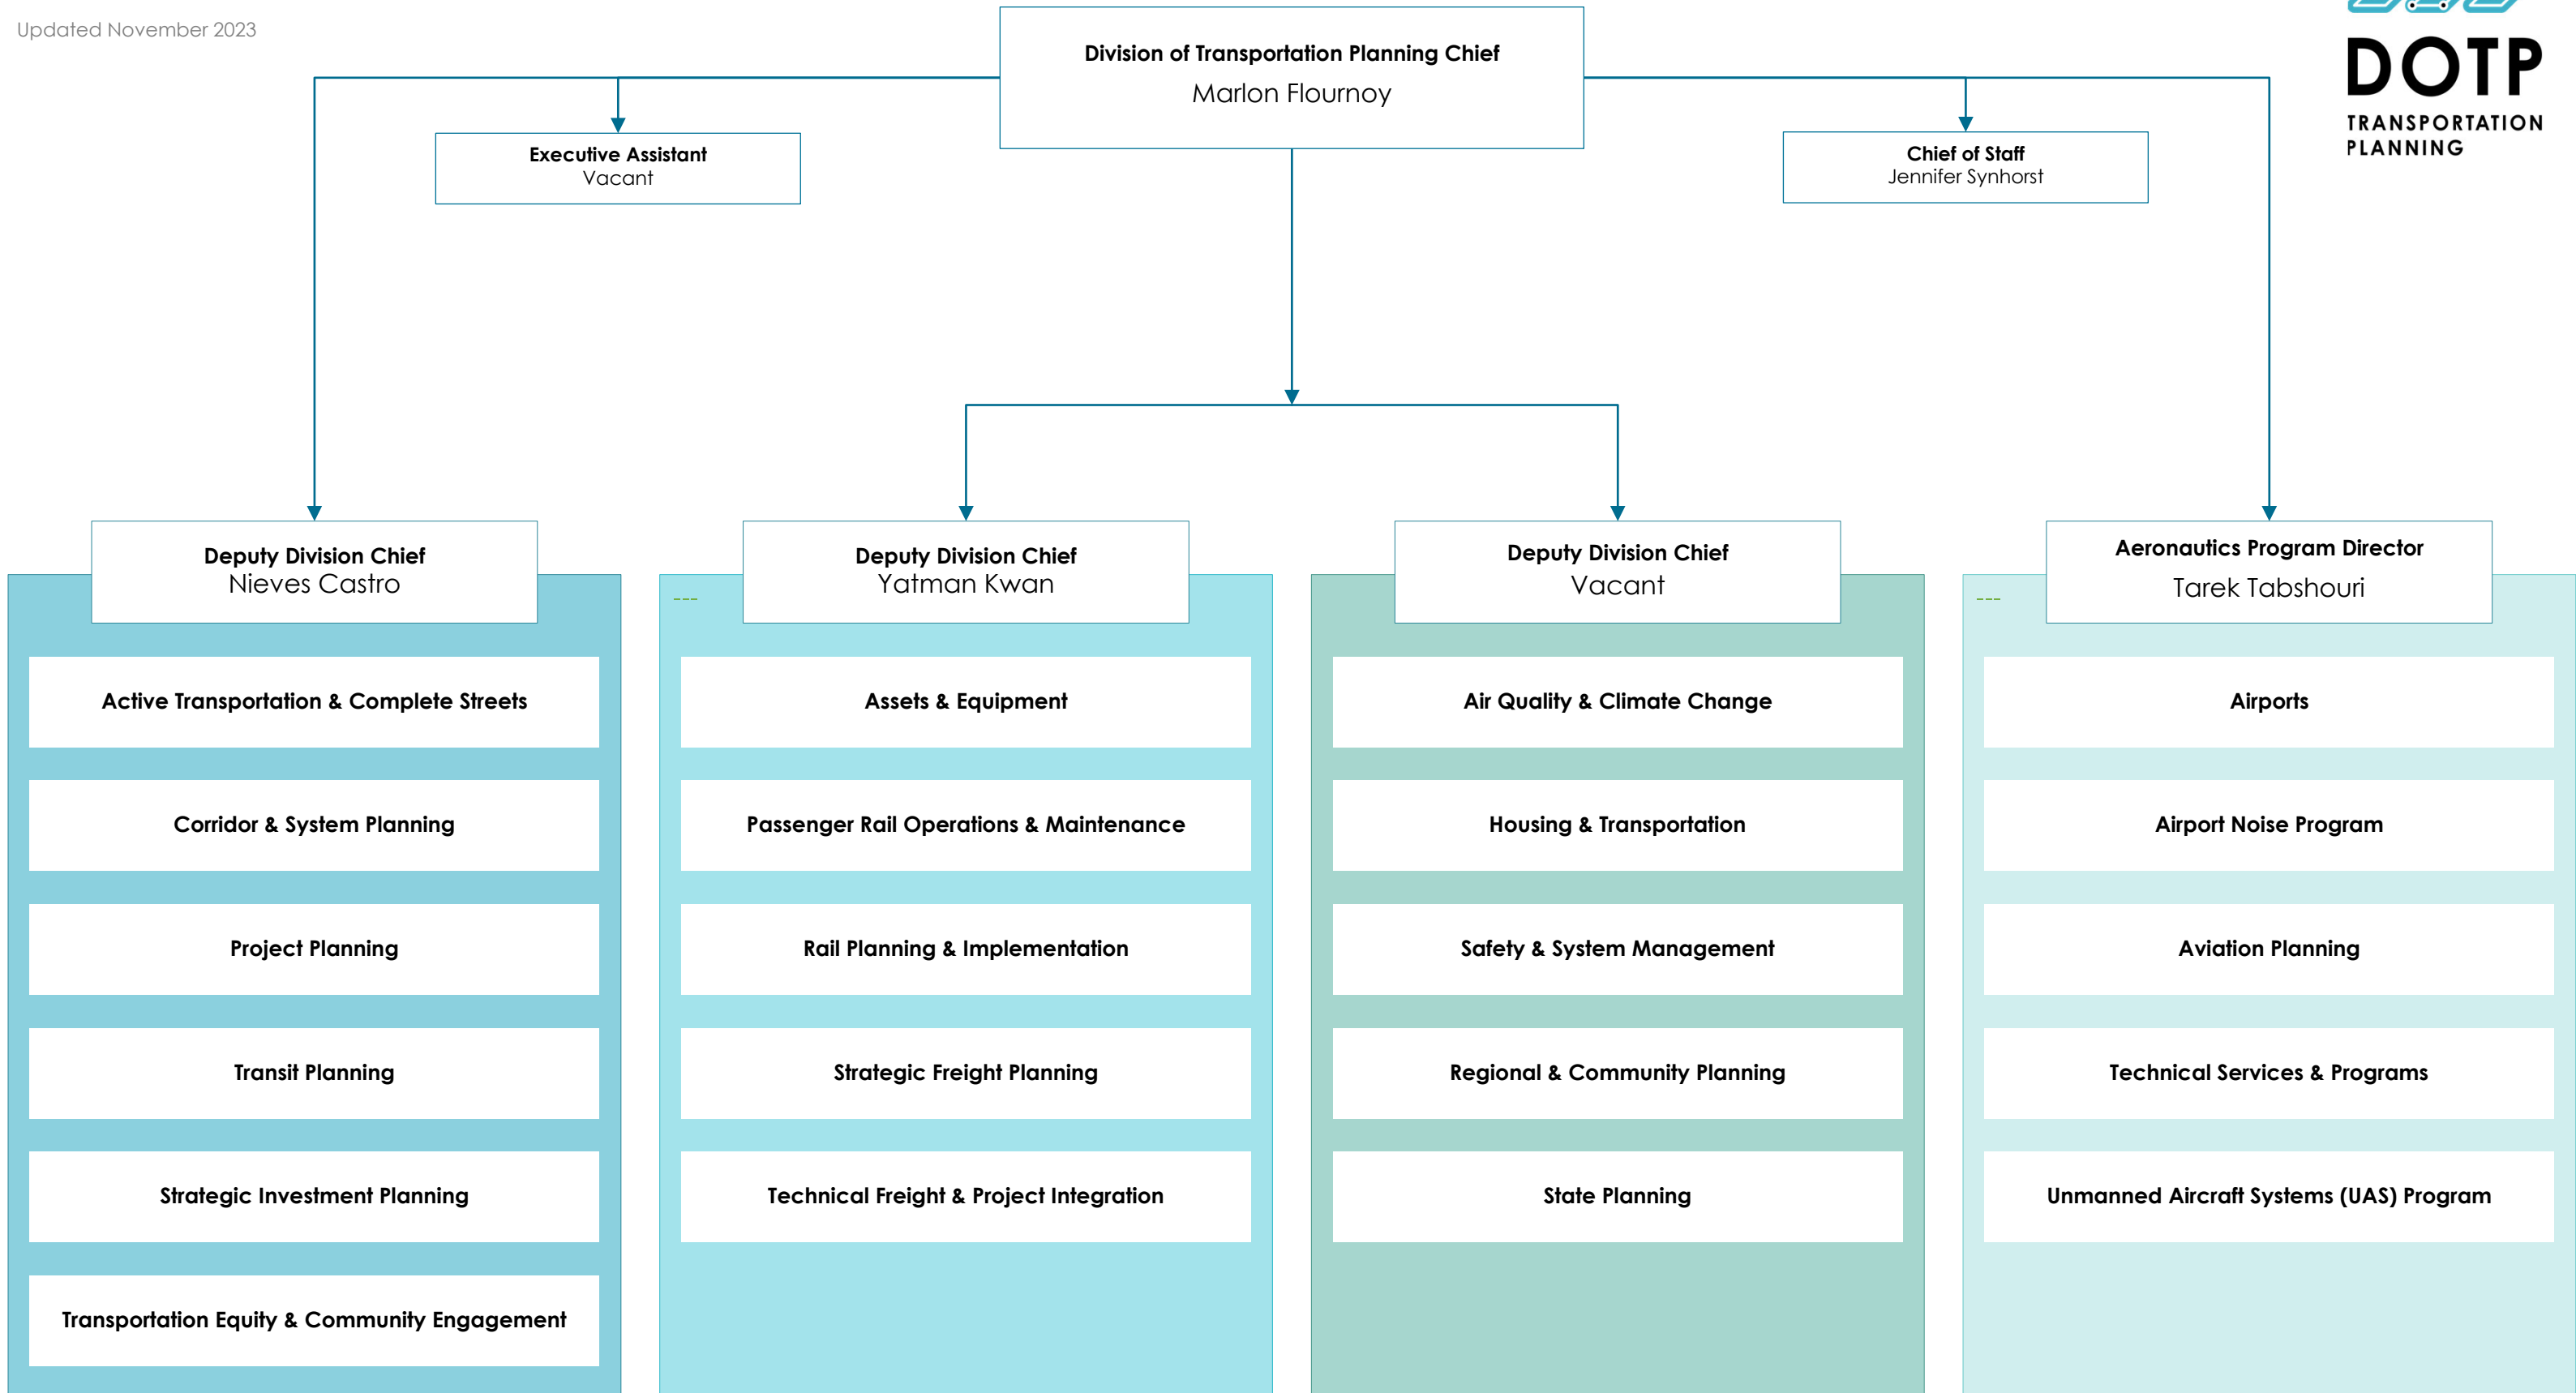 Updated November 2023
Division of Transportation Planning Chief
Marlon Flournoy
DOTP
TRANSPORTATION
PLANNING
Executive Assistant
Vacant
Chief of Staff
Jennifer Synhorst
Deputy Division Chief
Nieves Castro
Active Transportation & Complete Streets
Corridor & System Planning
Project Planning
Transit Planning
Strategic Investment Planning
Transportation Equity & Community Engagement
Deputy Division Chief
Yatman Kwan
---
Assets & Equipment
Passenger Rail Operations & Maintenance
Rail Planning & Implementation
Strategic Freight Planning
Technical Freight & Project Integration
Deputy Division Chief
Vacant
Air Quality & Climate Change
Housing & Transportation
Safety & System Management
Regional & Community Planning
State Planning
Aeronautics Program Director
Tarek Tabshouri
---
Airports
Airport Noise Program
Aviation Planning
Technical Services & Programs
Unmanned Aircraft Systems (UAS) Program